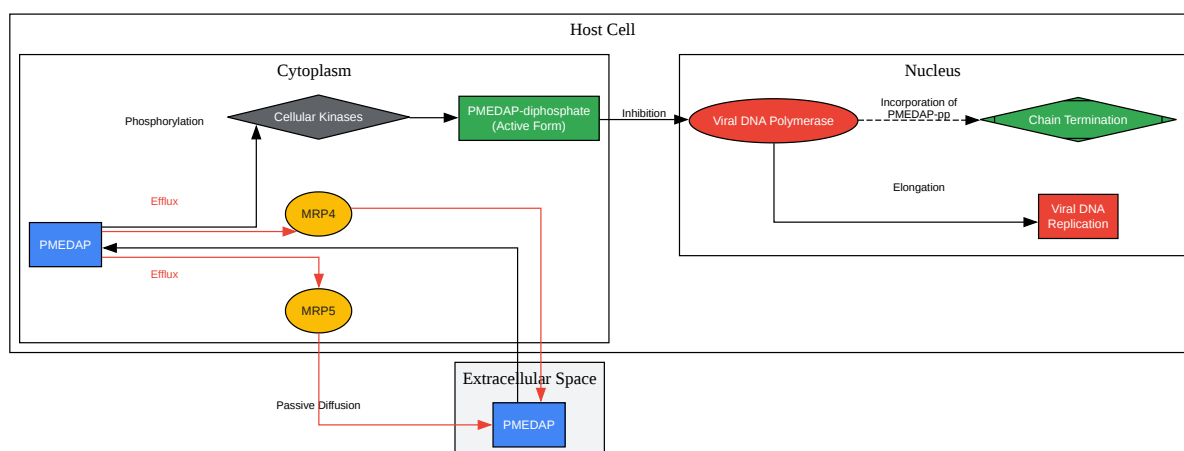 Host Cell
Cytoplasm
Nucleus
Phosphorylation
Cellular Kinases
PMEDAP-diphosphate
(Active Form)
Inhibition
Viral DNA Polymerase
Incorporation of
PMEDAP-pp
Chain Termination
Efflux
MRP4
Elongation
Viral DNA
Replication
PMEDAP
Efflux
MRP5
Extracellular Space
Passive Diffusion
PMEDAP